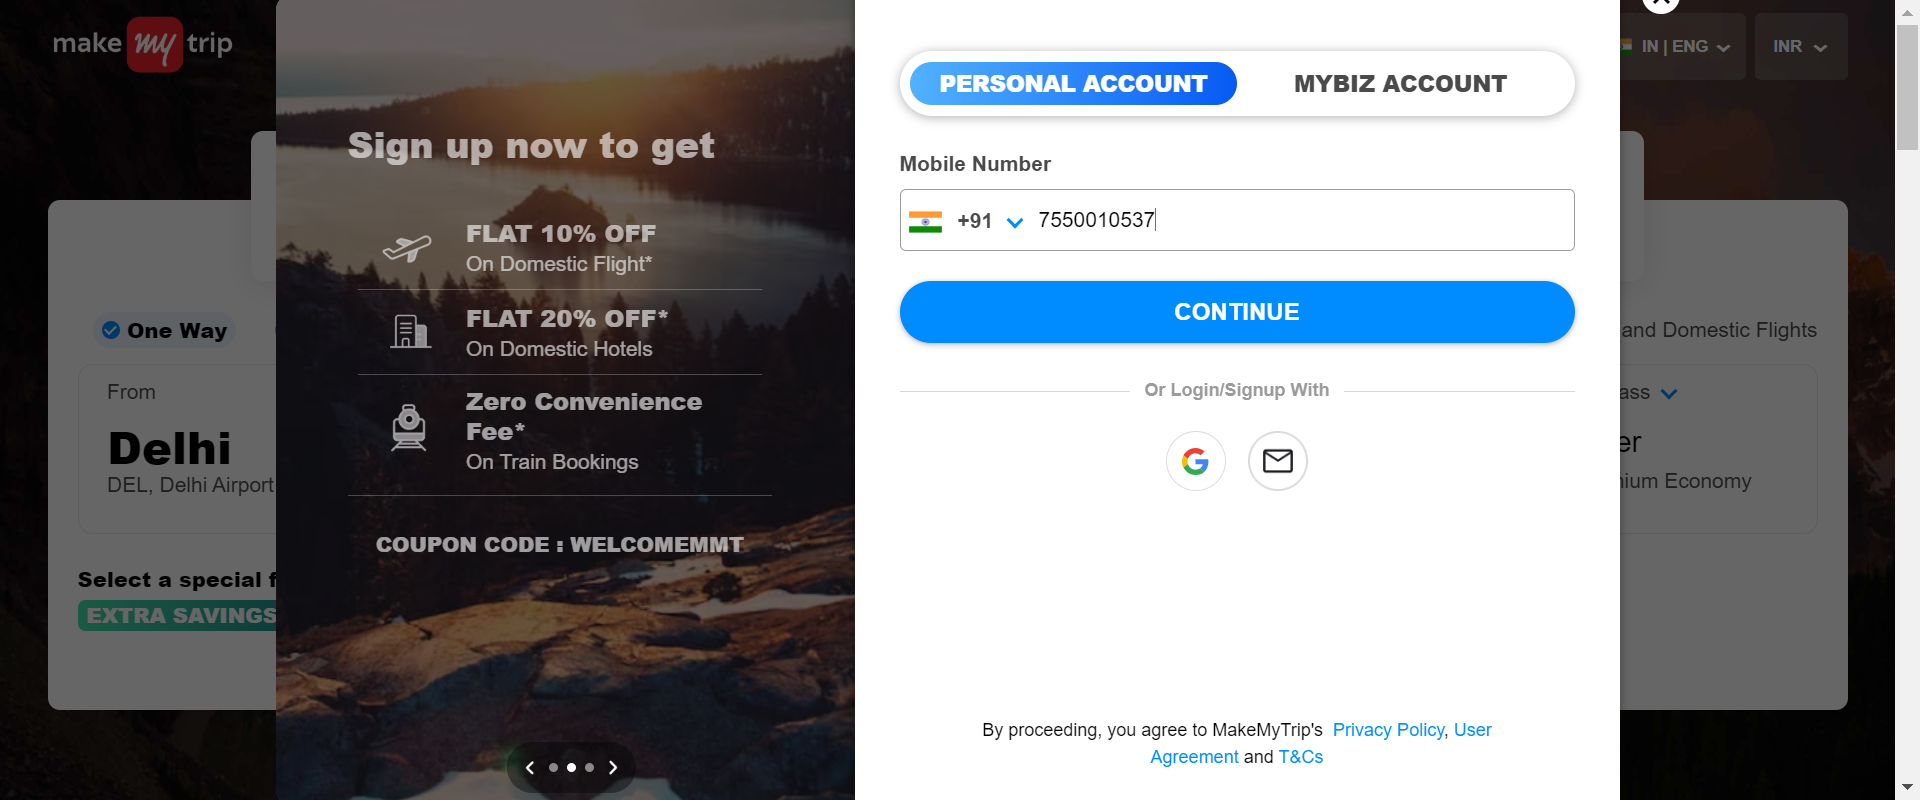 make my trip
IN | ENG
INR
Sign up now to get
FLAT 10% OFF
On Domestic Flight*
FLAT 20% OFF*
On Domestic Hotels
Zero Convenience
Fee*
On Train Bookings
COUPON CODE : WELCOMEMMT
PERSONAL ACCOUNT
MYBIZ ACCOUNT
Mobile Number
+91 7550010537
CONTINUE
Or Login/Signup With
By proceeding, you agree to MakeMyTrip's Privacy Policy, User
Agreement and T&Cs
One Way
From
Delhi
DEL, Delhi Airport
Select a special f
EXTRA SAVINGS
and Domestic Flights
ass
er
ium Economy